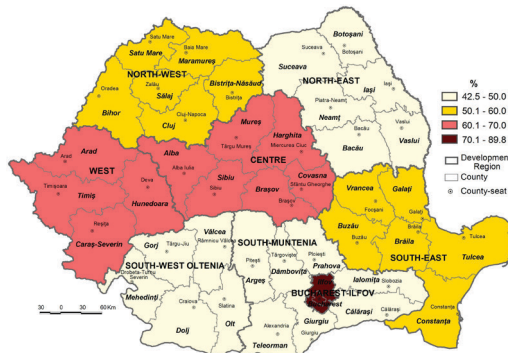 Satu Mare
Satu Mare
Baia Mare
Maramureș
NORTH-WEST
Oradea
Zalău
Sălaj
Bistrița-Năsăud
Bistrița
Bihor
Cluj-Napoca
Cluj
Botoșani
Suceava
Botoșani
Suceava
NORTH-EAST
Iași
Iași
Piatra-Neamț
Neamț
Bacău
Vaslui
Bacău
Vaslui
%
42.5 - 50.0
50.1 - 60.0
60.1 - 70.0
70.1 - 89.8
Development
Region
County
County-seat
Mureș
Harghita
Târgu Mureș
Miercurea Ciuc
Arad
Arad
Alba
WEST
CENTRE
Alba Iulia
Deva
Timișoara
Timiș
Hunedoara
Sibiu
Sibiu
Covasna
Sfântu Gheorghe
Brașov
Brașov
Reșița
Caraș-Severin
Vrancea
Galați
Focșani
Galați
Buzău
Brăila
Buzău
Brăila
Tulcea
SOUTH-EAST
Tulcea
Constanța
Constanța
Vâlcea
Gorj
Târgu-Jiu
Râmnicu Vâlcea
SOUTH-WEST OLTENIA
Drobeta-Turnu
Severin
Mehedinți
Craiova
Slatina
Dolj
Olt
SOUTH-MUNTENIA
Târgoviște
Ploiești
Pitești
Prahova
Dâmbovița
Argeș
Ialomița
Slobozia
BUCHAREST-ILFOV
Bucharest
Călărași
Călărași
Giurgiu
Giurgiu
Alexandria
Teleorman
30 0 60 Km